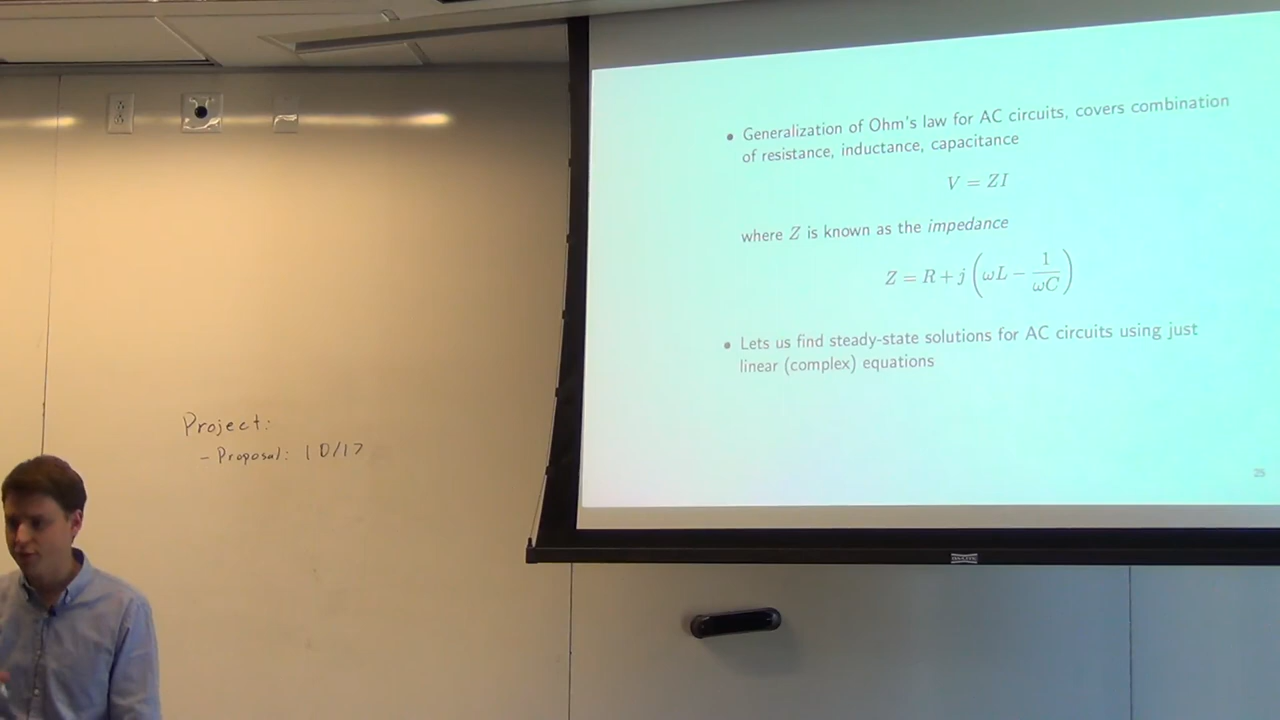 Project:
- Proposal: 10/17
• Generalization of Ohm's law for AC circuits, covers combination
of resistance, inductance, capacitance
V = ZI
where Z is known as the impedance
Z = R + j(ωL − 1/ωC)
• Lets us find steady-state solutions for AC circuits using just
linear (complex) equations
25